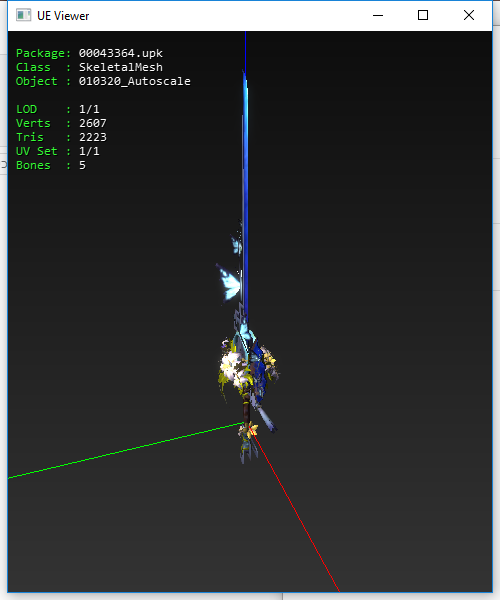 UE Viewer
Package: 00043364.upk
Class  : SkeletalMesh
Object : 010320_Autoscale
LOD    : 1/1
Verts  : 2607
Tris   : 2223
UV Set : 1/1
Bones  : 5